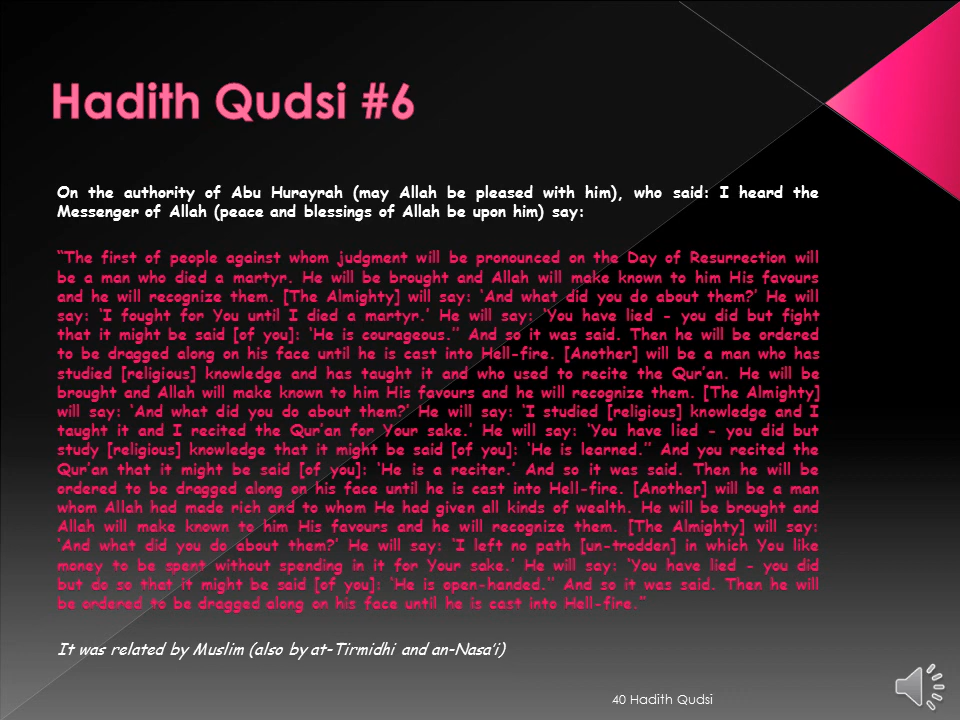 Hadith Qudsi #6
On the authority of Abu Hurayrah (may Allah be pleased with him), who said: I heard the
Messenger of Allah (peace and blessings of Allah be upon him) say:
“The first of people against whom judgment will be pronounced on the Day of Resurrection will
be a man who died a martyr. He will be brought and Allah will make known to him His favours
and he will recognize them. [The Almighty] will say: ‘And what did you do about them?’ He will
say: ‘I fought for You until I died a martyr.’ He will say: ‘You have lied - you did but fight
that it might be said [of you]: ‘He is courageous.’’ And so it was said. Then he will be ordered
to be dragged along on his face until he is cast into Hell-fire. [Another] will be a man who has
studied [religious] knowledge and has taught it and who used to recite the Qur’an. He will be
brought and Allah will make known to him His favours and he will recognize them. [The Almighty]
will say: ‘And what did you do about them?’ He will say: ‘I studied [religious] knowledge and I
taught it and I recited the Qur’an for Your sake.’ He will say: ‘You have lied - you did but
study [religious] knowledge that it might be said [of you]: ‘He is learned.’’ And you recited the
Qur’an that it might be said [of you]: ‘He is a reciter.’ And so it was said. Then he will be
ordered to be dragged along on his face until he is cast into Hell-fire. [Another] will be a man
whom Allah had made rich and to whom He had given all kinds of wealth. He will be brought and
Allah will make known to him His favours and he will recognize them. [The Almighty] will say:
‘And what did you do about them?’ He will say: ‘I left no path [un-trodden] in which You like
money to be spent without spending in it for Your sake.’ He will say: ‘You have lied - you did
but do so that it might be said [of you]: ‘He is open-handed.’’ And so it was said. Then he will
be ordered to be dragged along on his face until he is cast into Hell-fire.”
It was related by Muslim (also by at-Tirmidhi and an-Nasa’i)
40 Hadith Qudsi